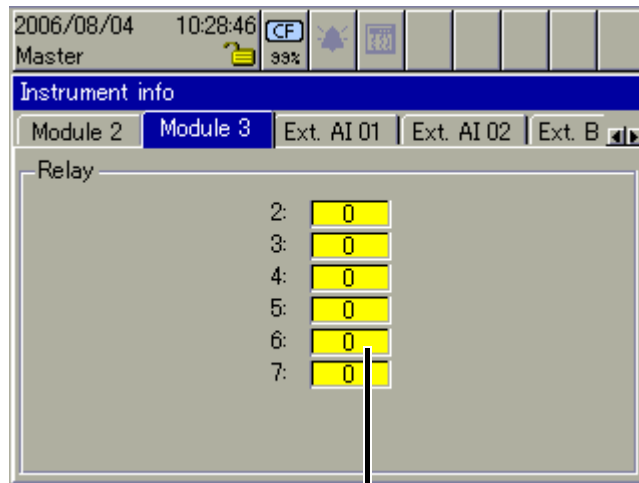 2006/08/04 10:28:46 CF
Master 99%
Instrument info
Module 2 Module 3 Ext. AI 01 Ext. AI 02 Ext. B
Relay
2: 0
3: 0
4: 0
5: 0
6: 0
7: 0